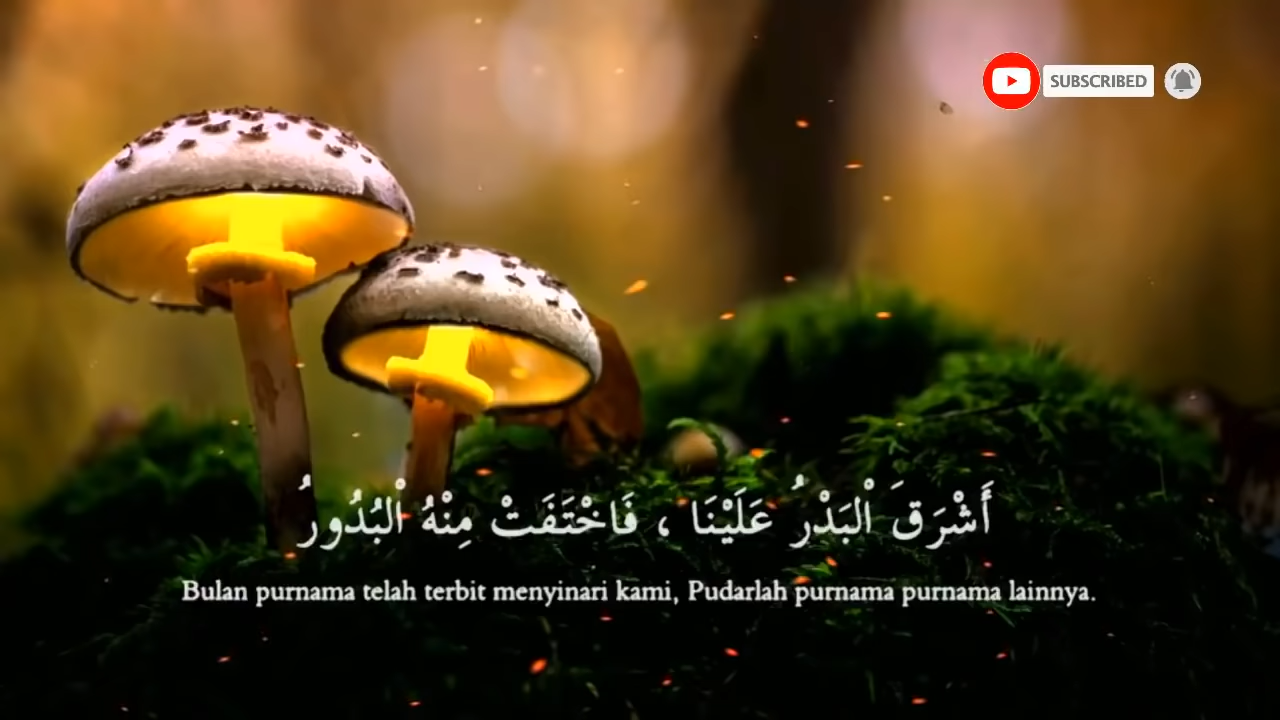 SUBSCRIBED
أَشْرَقَ الْبَدْرُ عَلَيْنَا ، فَاخْتَفَتْ مِنْهُ الْبُدُورُ
Bulan purnama telah terbit menyinari kami, Pudarlah purnama purnama lainnya.